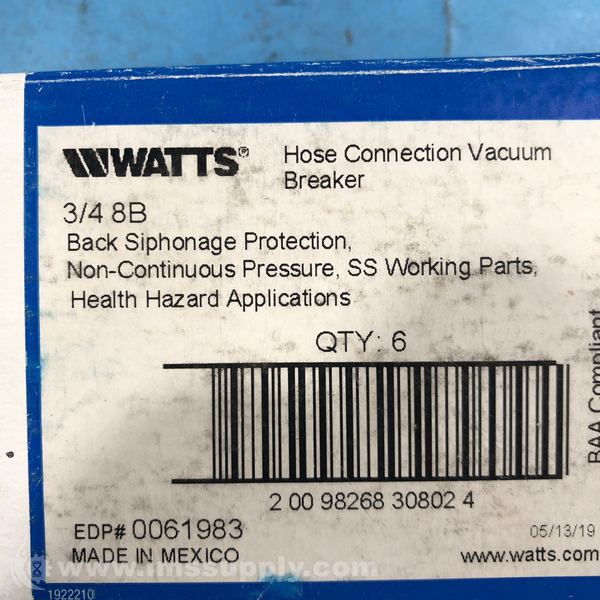 WATTS®
Hose Connection Vacuum
Breaker
3/4 8B
Back Siphonage Protection,
Non-Continuous Pressure, SS Working Parts,
Health Hazard Applications
QTY: 6
BAA Compliant
2 00 98268 30802 4
EDP# 0061983
05/13/19
MADE IN MEXICO
www.watts.com
www.imssupply.com
1922210